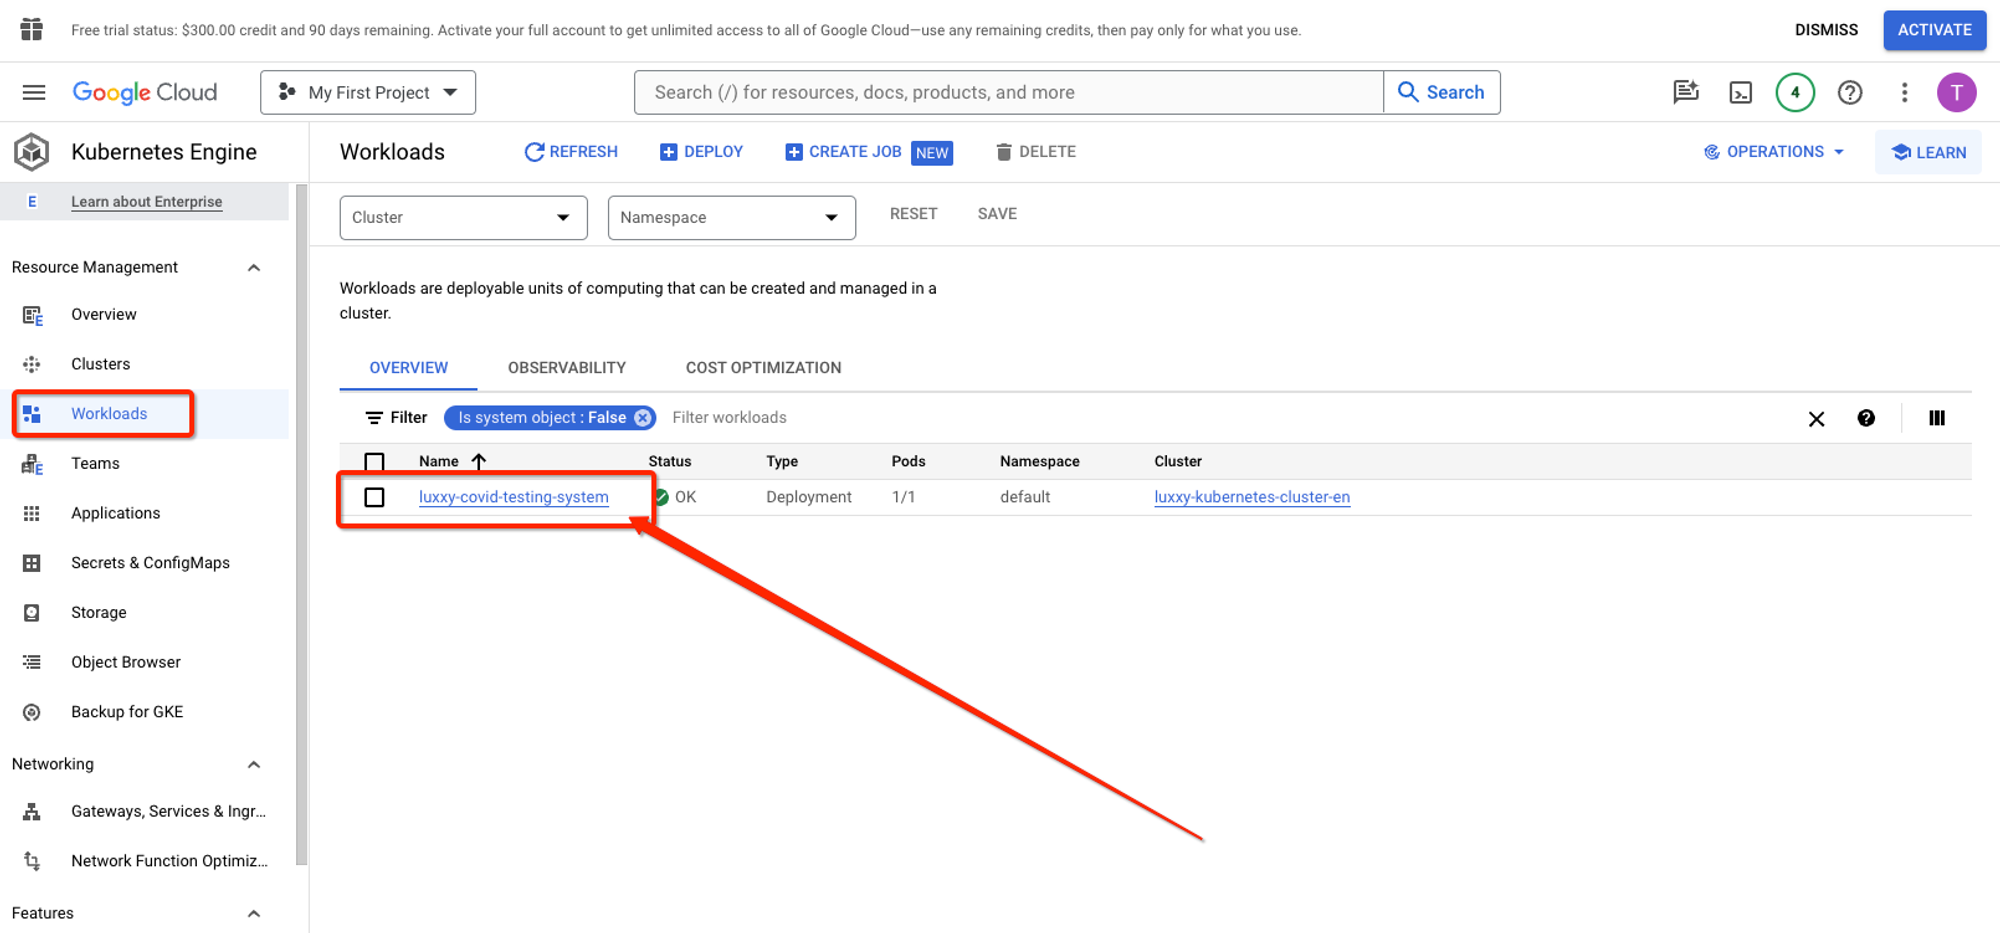 Free trial status: $300.00 credit and 90 days remaining. Activate your full account to get unlimited access to all of Google Cloud—use any remaining credits, then pay only for what you use.
DISMISS
ACTIVATE
Google Cloud
My First Project
Search (/) for resources, docs, products, and more
Search
4
T
Kubernetes Engine
Workloads
REFRESH
DEPLOY
CREATE JOB
NEW
DELETE
OPERATIONS
LEARN
E
Learn about Enterprise
Cluster
Namespace
RESET
SAVE
Resource Management
Overview
Clusters
Workloads
Teams
Applications
Secrets & ConfigMaps
Storage
Object Browser
Backup for GKE
Networking
Gateways, Services & Ingr...
Network Function Optimiz...
Features
Workloads are deployable units of computing that can be created and managed in a
cluster.
OVERVIEW
OBSERVABILITY
COST OPTIMIZATION
Filter
Is system object : False
Filter workloads
Name
Status
Type
Pods
Namespace
Cluster
luxxy-covid-testing-system
OK
Deployment
1/1
default
luxxy-kubernetes-cluster-en